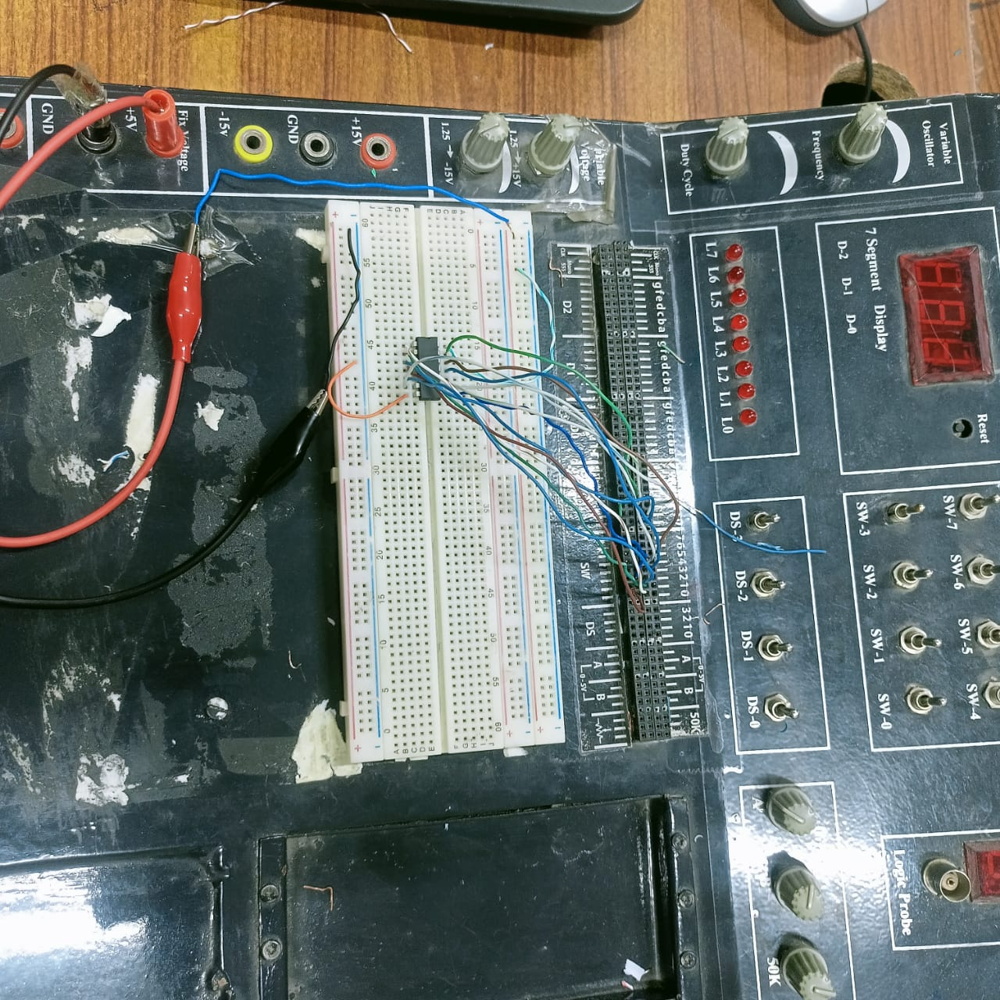 GND
+5V
Fix Voltage
-15v
GND
+15V
1.25 → -15V
1.25 → 15V
Variable
Voltage
Duty Cycle
Frequency
Variable
Oscillator
L7 L6 L5 L4 L3 L2 L1 L0
7 Segment Display
D-2 D-1 D-0
Reset
D2
gfedcba gfedcba gfedcba
SW
DS
A
B
0-5V
76543210 3210
A
B
0-5V
50K
DS-3
DS-2
DS-1
DS-0
SW-3
SW-2
SW-1
SW-0
SW-7
SW-6
SW-5
SW-4
A
50K
Logic Probe
60
55
50
45
40
35
30
25
20
15
10
5
0
J I H G F
E D C B A
0
5
10
15
20
30
35
40
45
50
55
60
A B C D E
F G H I J